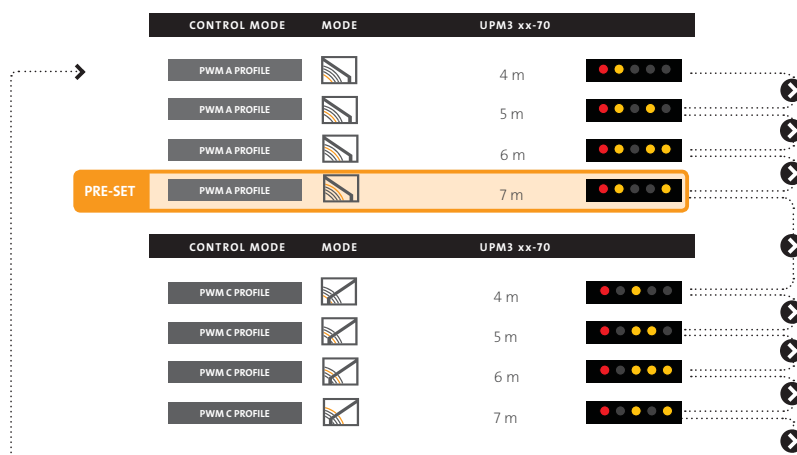 CONTROL MODE MODE UPM3 xx-70
PWM A PROFILE 4 m
PWM A PROFILE 5 m
PWM A PROFILE 6 m
PRE-SET PWM A PROFILE 7 m
CONTROL MODE MODE UPM3 xx-70
PWM C PROFILE 4 m
PWM C PROFILE 5 m
PWM C PROFILE 6 m
PWM C PROFILE 7 m